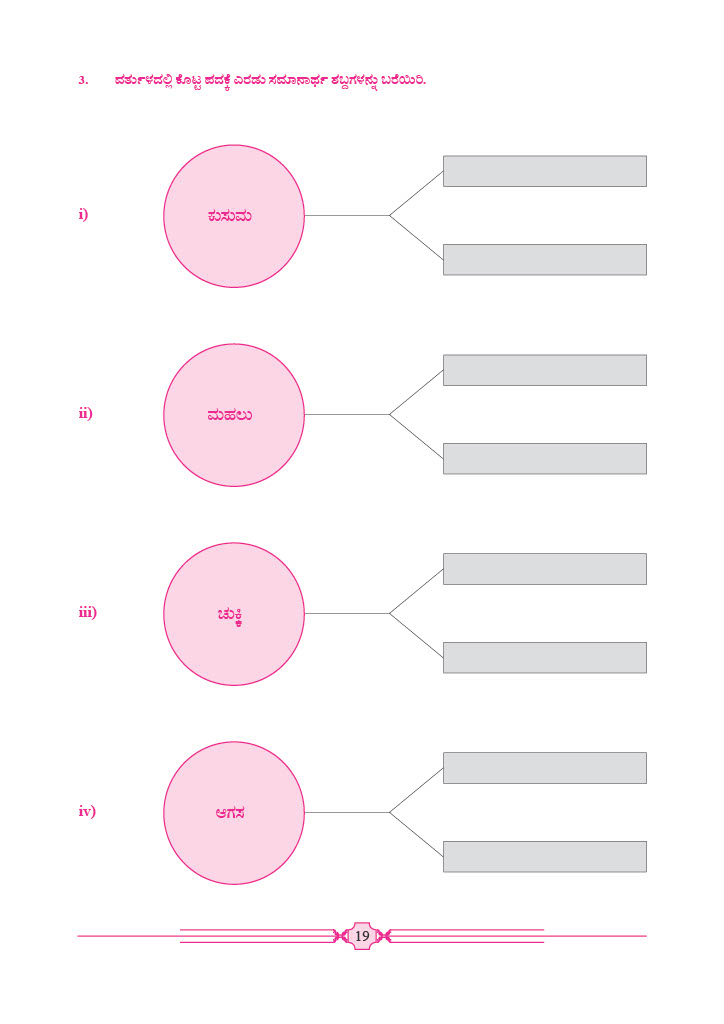 3. ವರ್ತುಳದಲ್ಲಿ ಕೊಟ್ಟ ಪದಕ್ಕೆ ಎರಡು ಸಮಾನಾರ್ಥ ಶಬ್ದಗಳನ್ನು ಬರೆಯಿರಿ.
i) ಕುಸುಮ
ii) ಮಹಲು
iii) ಚುಕ್ಕಿ
iv) ಆಗಸ
19